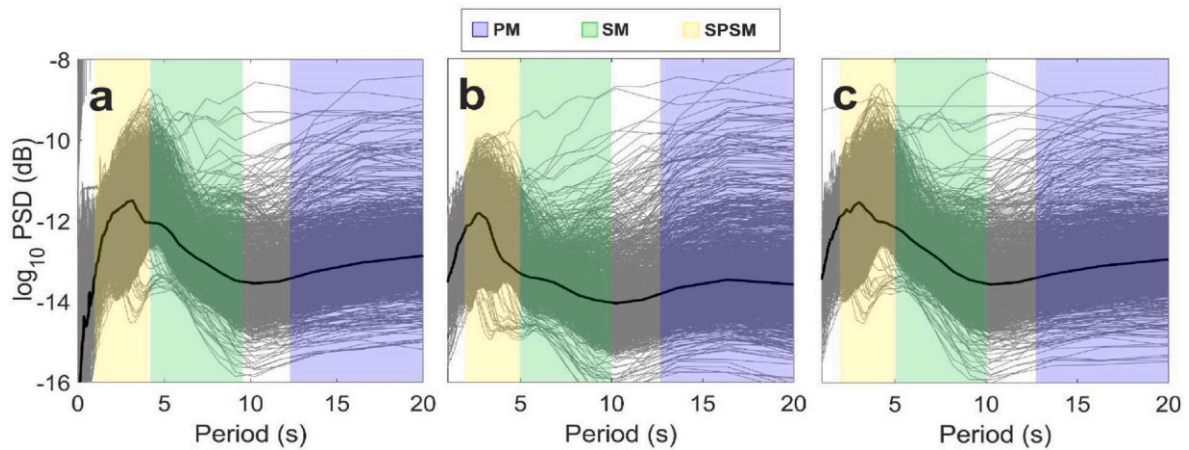 PM SM SPSM
a b c
log10 PSD (dB)
-8
-10
-12
-14
-16
0 5 10 15 20 5 10 15 20 5 10 15 20
Period (s) Period (s) Period (s)